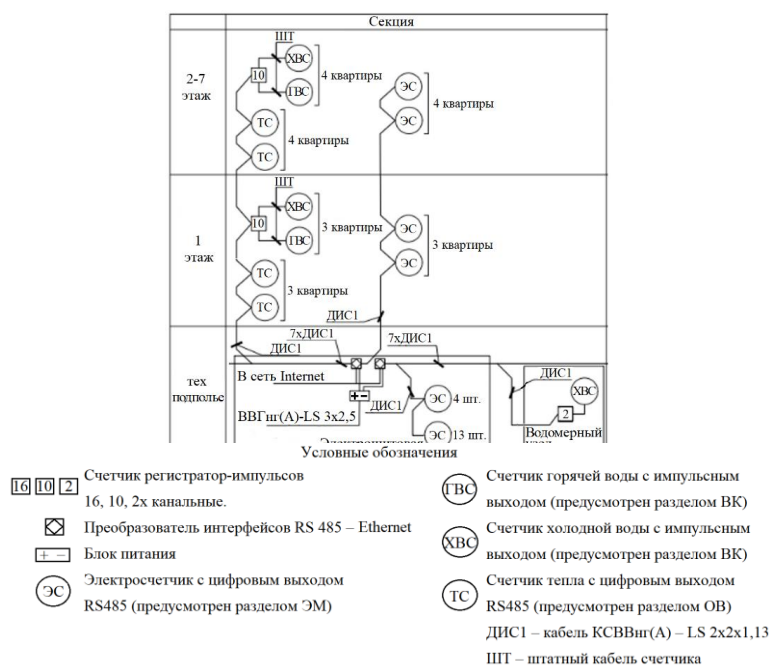 Секция
2-7
этаж
ШТ
10
ХВС
ГВС
4 квартиры
ТС
ТС
4 квартиры
ЭС
ЭС
4 квартиры
1
этаж
ШТ
10
ХВС
ГВС
3 квартиры
ТС
ТС
3 квартиры
ЭС
ЭС
3 квартиры
ДИС1
тех
подполье
ДИС1
7хДИС1
7хДИС1
В сеть Internet
+ -
ВВГнг(А)-LS 3х2,5
ДИС1
ЭС 4 шт.
ЭС 13 шт.
Электрощитовая
ДИС1
ХВС
2
Водомерный
узел
Условные обозначения
16 10 2 Счетчик регистратор-импульсов
16, 10, 2х канальные.
Преобразователь интерфейсов RS 485 – Ethernet
+ - Блок питания
ЭС Электросчетчик с цифровым выходом
RS485 (предусмотрен разделом ЭМ)
ГВС Счетчик горячей воды с импульсным
выходом (предусмотрен разделом ВК)
ХВС Счетчик холодной воды с импульсным
выходом (предусмотрен разделом ВК)
ТС Счетчик тепла с цифровым выходом
RS485 (предусмотрен разделом ОВ)
ДИС1 – кабель КСВВнг(А) – LS 2х2х1,13
ШТ – штатный кабель счетчика